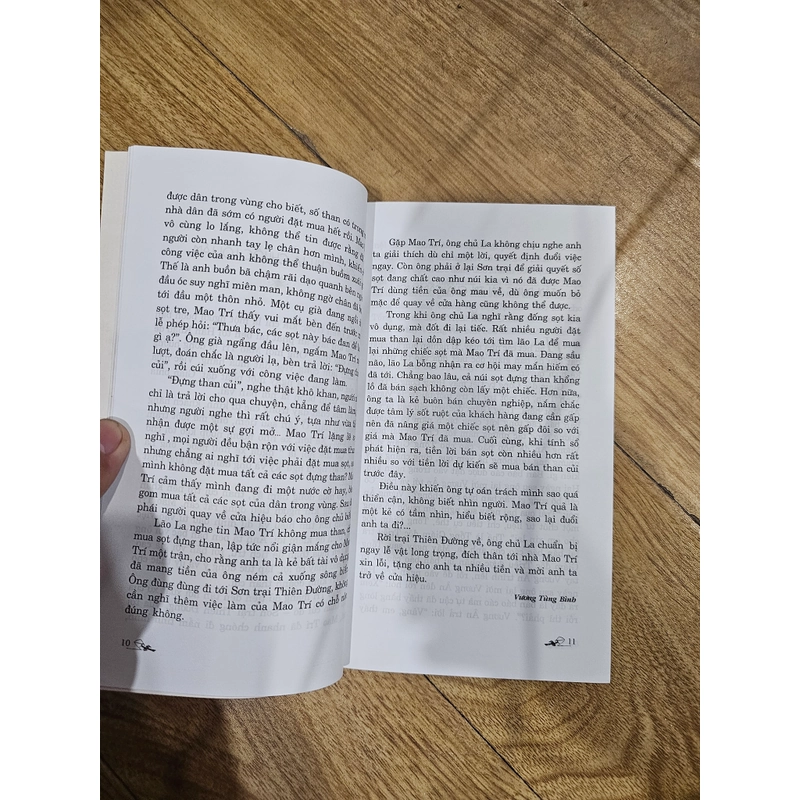 được dân trong vùng cho biết, số than có trong
nhà dân đã sớm có người đặt mua hết rồi.
vô cùng lo lắng, không thể tin được rằng
người còn nhanh tay lẹ chân hơn mình,
công việc của anh không thể thuận buồm
Thế là anh buồn bã chậm rãi dạo quanh bên
đầu óc suy nghĩ miên man, không ngờ chân đã
tới đầu một thôn nhỏ. Một cụ già đang ngồi
sọt tre, Mao Trí thấy vui mắt bèn đến trước
lễ phép hỏi: "Thưa bác, các sọt này bác đan để
gì ạ?". Ông già ngẩng đầu lên, ngắm Mao Trí
lượt, đoán chắc là người lạ, bèn trả lời: "Đựng
củi", rồi cúi xuống với công việc đang làm.
"Đựng than củi", nghe thật khô khan, người
chỉ là trả lời cho qua chuyện, chẳng để tâm
nhưng người nghe thì rất chú ý, tựa như vừa
nhận được một sự gợi mở... Mao Trí lặng lẽ
nghĩ, mọi người đều bận rộn với việc đặt mua
nhưng chẳng ai nghĩ tới việc phải đặt mua sọt,
mình không đặt mua tất cả các sọt đựng than?
Trí cảm thấy mình đang đi một nước cờ hay,
gom mua tất cả các sọt của dân trong vùng.
phái người quay về cửa hiệu báo cho ông chủ
Lão La nghe tin Mao Trí không mua than,
mua sọt đựng than, lập tức nổi giận mắng cho
Trí một trận, cho rằng anh ta là kẻ bất tài vô
đã mang tiền của ông ném cả xuống sông
Ông đùng đùng đi tới Sơn trại Thiên Đường,
cần nghĩ thêm việc làm của Mao Trí có chỗ
đúng không.
10
Gặp Mao Trí, ông chủ La không chịu nghe anh
ta giải thích dù chỉ một lời, quyết định đuổi việc
ngay. Còn ông phải ở lại Sơn trại để giải quyết số
sọt đang chất cao như núi kia vì nó đã được Mao
Trí dùng tiền của ông mau về, dù ông muốn bỏ
mặc để quay về cửa hàng cũng không thể được.
Trong khi ông chủ La nghĩ rằng đống sọt kia
vô dụng, mà đốt đi lại tiếc. Rất nhiều người đặt
mua than lại dồn dập kéo tới tìm lão La để mua
lại những chiếc sọt mà Mao Trí đã mua. Đang sầu
não, lão La bỗng nhận ra cơ hội may mắn hiếm có
đã tới. Chẳng bao lâu, cả núi sọt đựng than khổng
lồ đã bán sạch không còn lấy một chiếc. Hơn nữa,
ông ta là kẻ buôn bán chuyên nghiệp, nắm chắc
được tâm lý sốt ruột của khách hàng đang cần gấp
nên đã nâng giá một chiếc sọt nên gấp đôi so với
giá mà Mao Trí đã mua. Cuối cùng, khi tính sổ
phát hiện ra, tiền lời bán sọt còn nhiều hơn rất
nhiều so với tiền lời dự kiến sẽ mua bán than củi
trước đây.
Điều này khiến ông tự oán trách mình sao quá
thiển cận, không biết nhìn người. Mao Trí quả là
một kẻ có tầm nhìn, hiểu biết rộng, sao lại đuổi
anh ta đi?...
Rời trại Thiên Đường về, ông chủ La chuẩn bị
ngay lễ vật long trọng, đích thân tới nhà Mao Trí
xin lỗi, tặng cho anh ta nhiều tiền và mời anh ta
trở về cửa hiệu.
Vương Tùng Bình
11